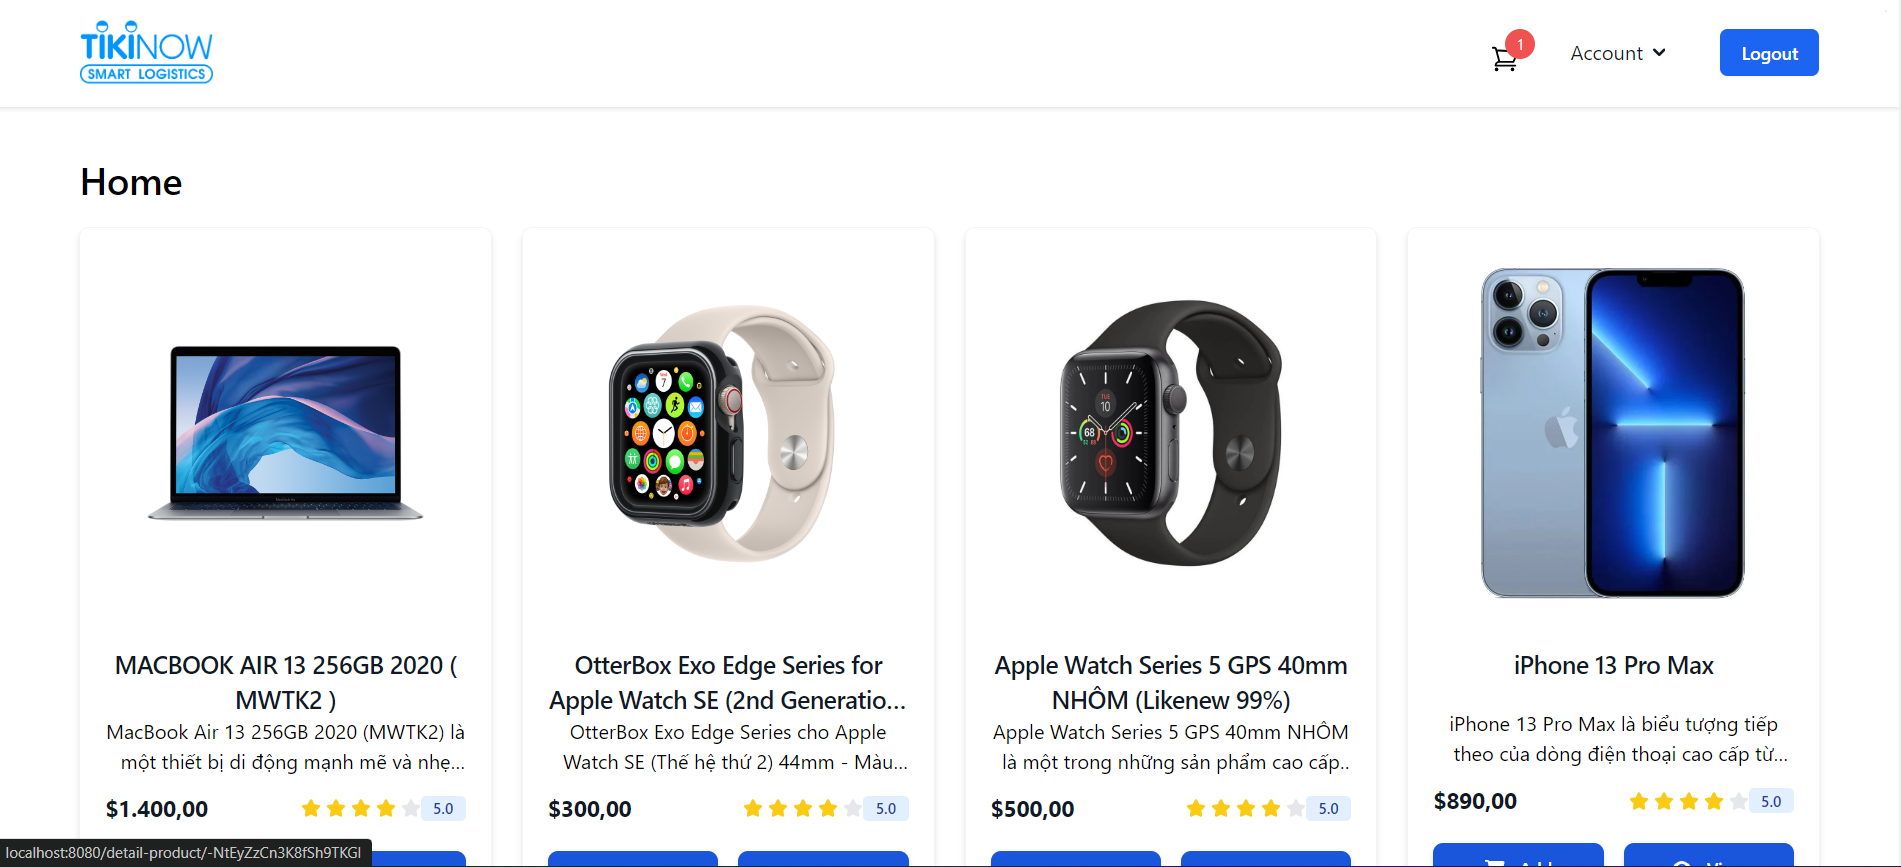 TIKINOW
SMART LOGISTICS
1
Account
Logout
Home
MACBOOK AIR 13 256GB 2020 (
MWTK2 )
MacBook Air 13 256GB 2020 (MWTK2) là
một thiết bị di động mạnh mẽ và nhẹ...
$1.400,00
5.0
OtterBox Exo Edge Series for
Apple Watch SE (2nd Generatio...
OtterBox Exo Edge Series cho Apple
Watch SE (Thế hệ thứ 2) 44mm - Màu...
$300,00
5.0
Apple Watch Series 5 GPS 40mm
NHÔM (Likenew 99%)
Apple Watch Series 5 GPS 40mm NHÔM
là một trong những sản phẩm cao cấp..
$500,00
5.0
iPhone 13 Pro Max
iPhone 13 Pro Max là biểu tượng tiếp
theo của dòng điện thoại cao cấp từ...
$890,00
5.0
localhost:8080/detail-product/-NtEyZzCn3K8fSh9TKGl